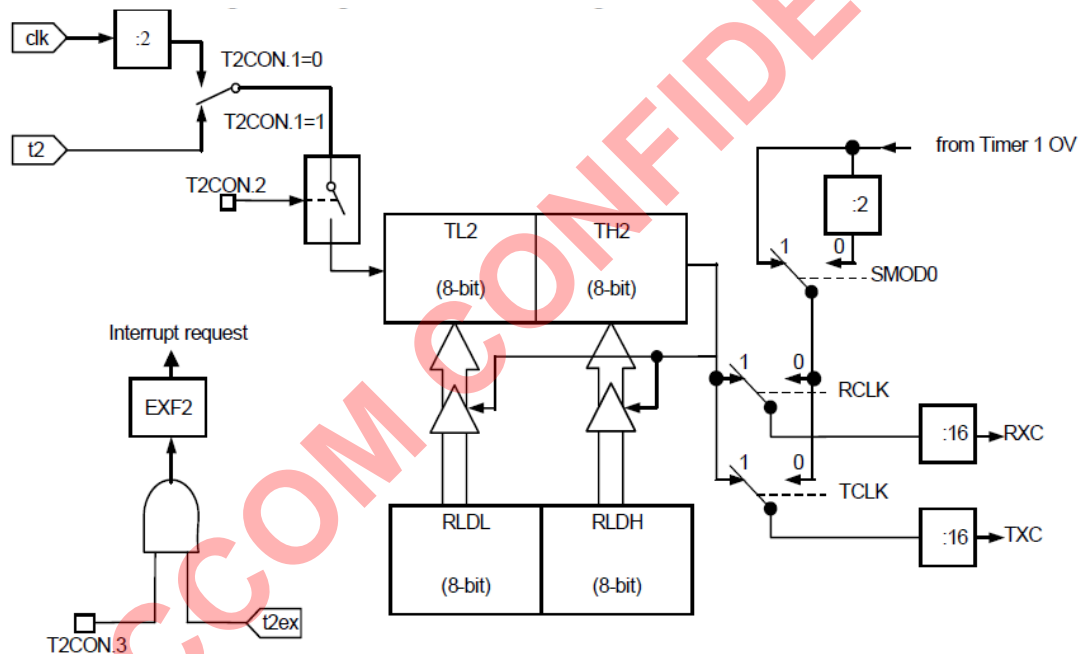 clk
:2
T2CON.1=0
T2CON.1=1
t2
T2CON.2
from Timer 1 OV
:2
1 0
SMOD0
TL2 TH2
(8-bit) (8-bit)
Interrupt request
EXF2
1 0
RCLK
:16 RXC
1 0
TCLK
:16 TXC
RLDL RLDH
(8-bit) (8-bit)
t2ex
T2CON.3
CCOM CONFIDE